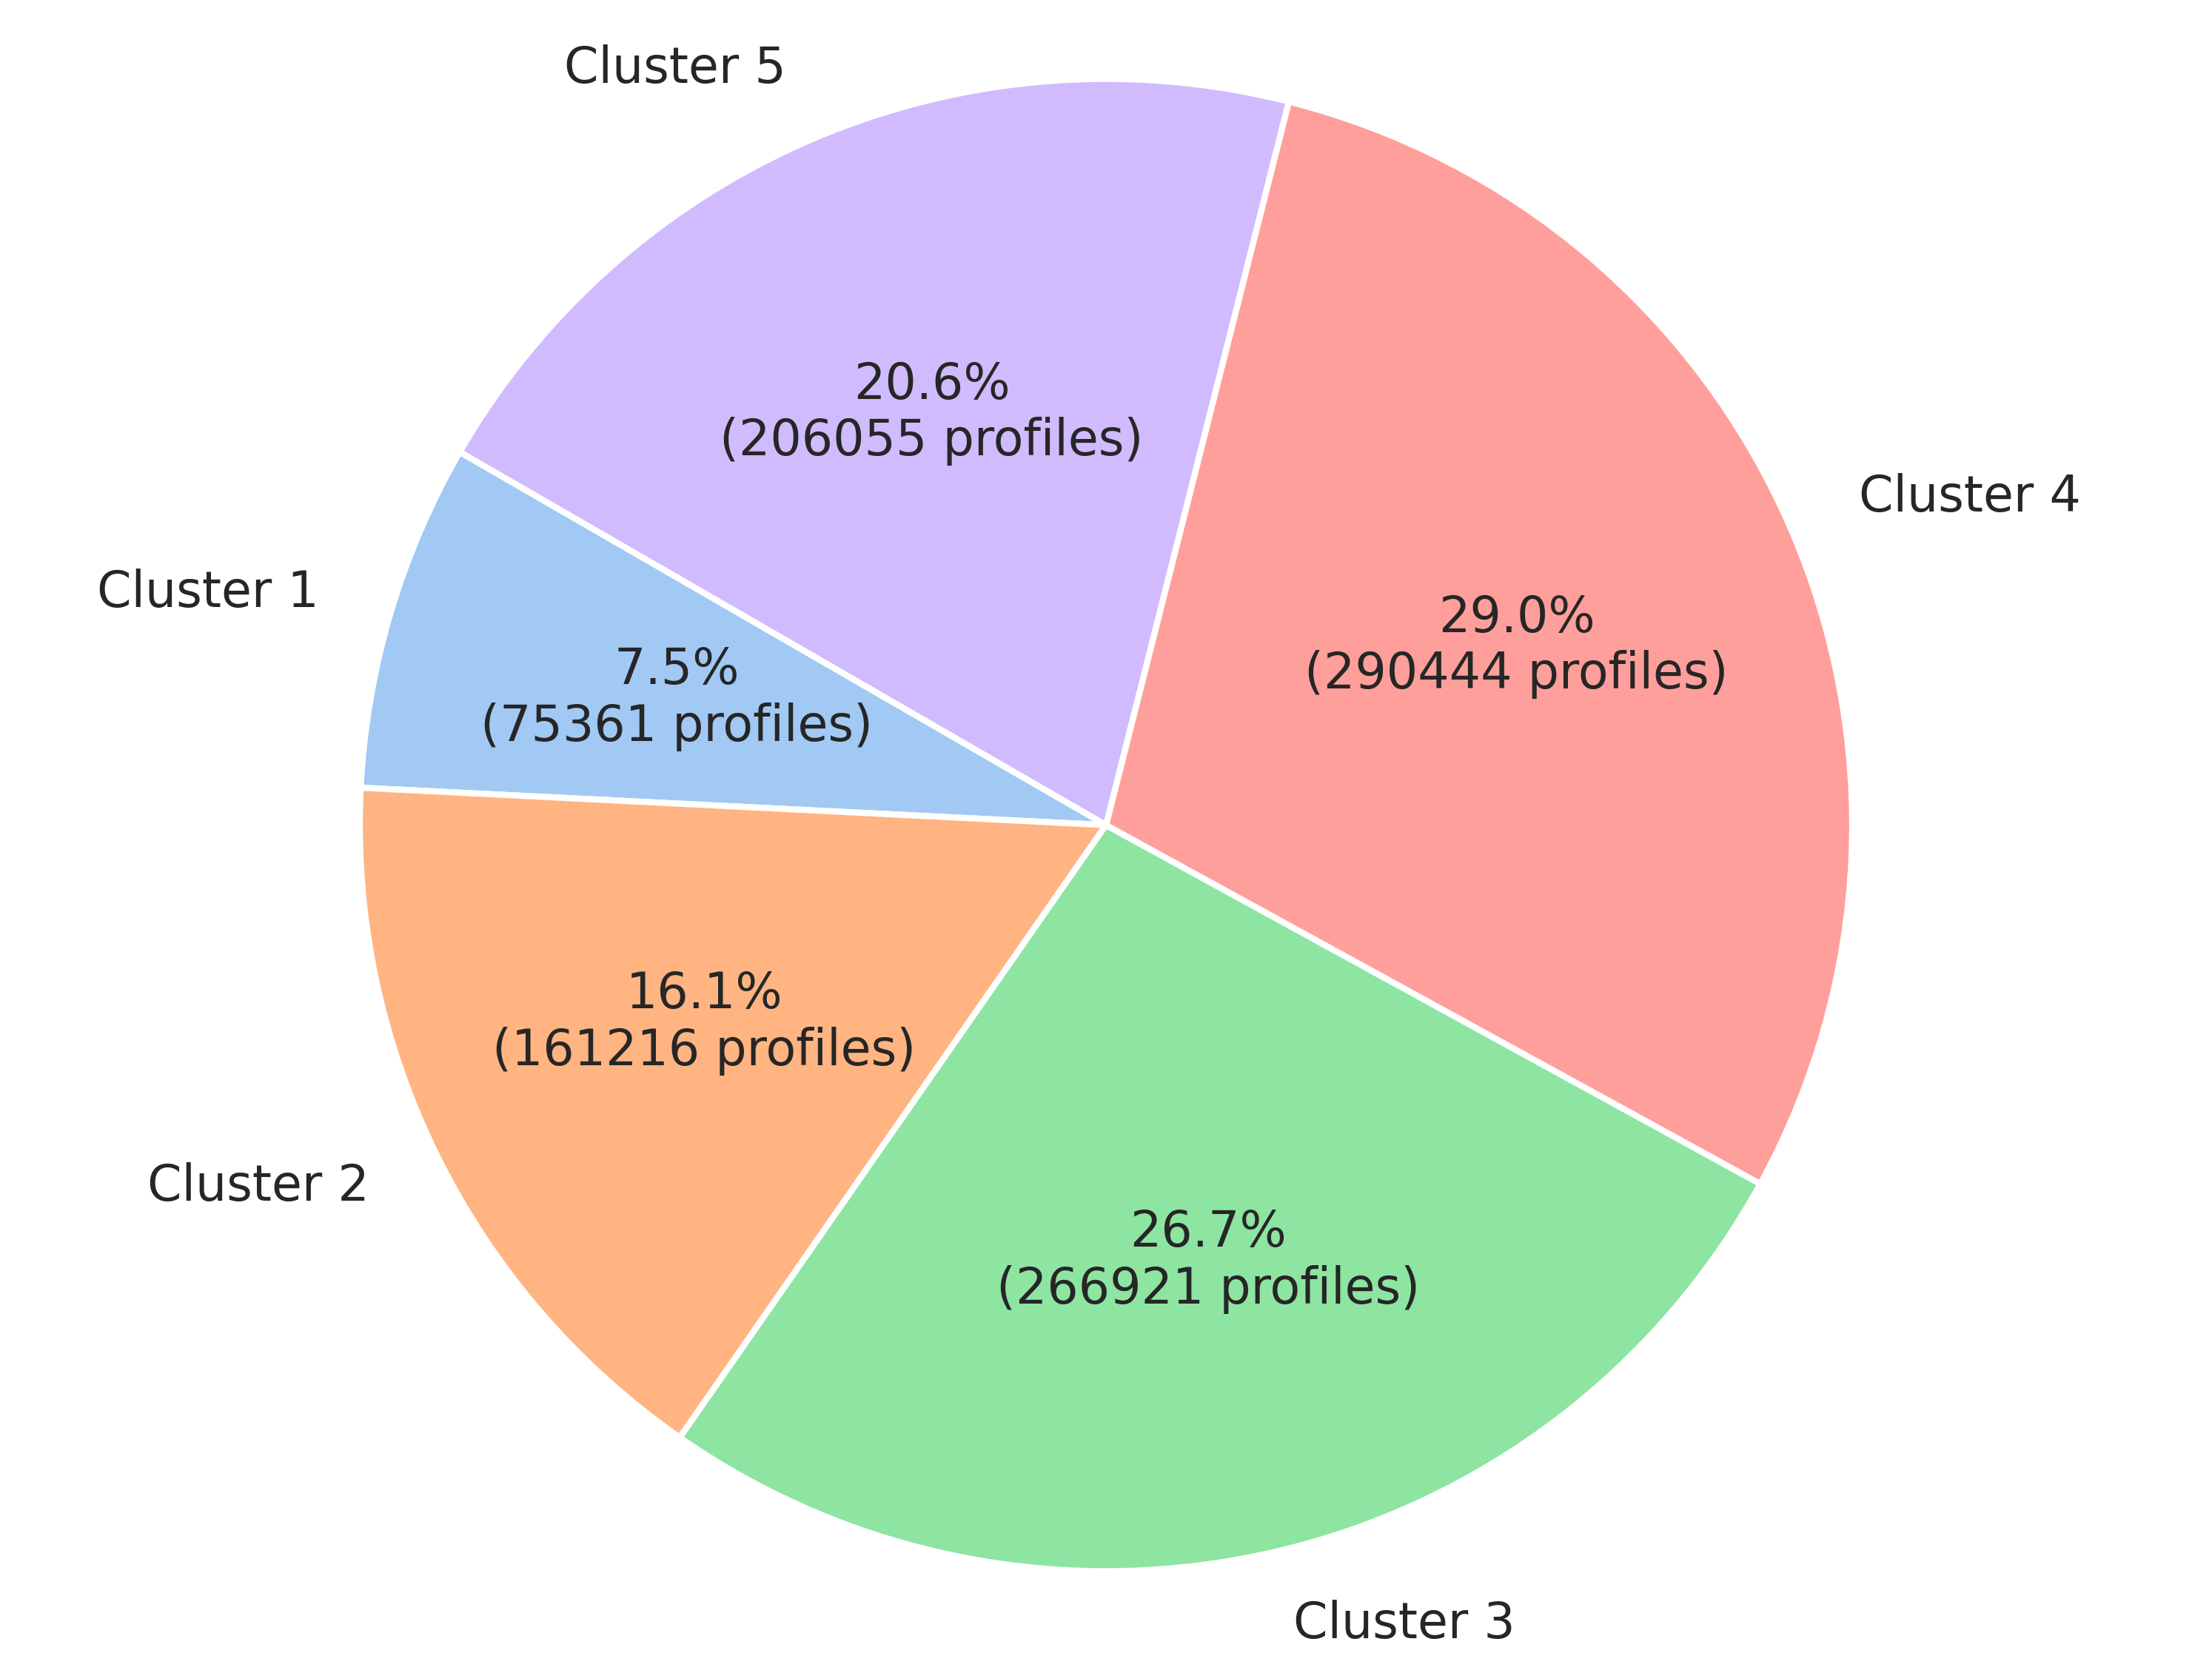 Cluster 5
20.6%
(206055 profiles)
Cluster 4
29.0%
(290444 profiles)
Cluster 1
7.5%
(75361 profiles)
16.1%
(161216 profiles)
Cluster 2
26.7%
(266921 profiles)
Cluster 3